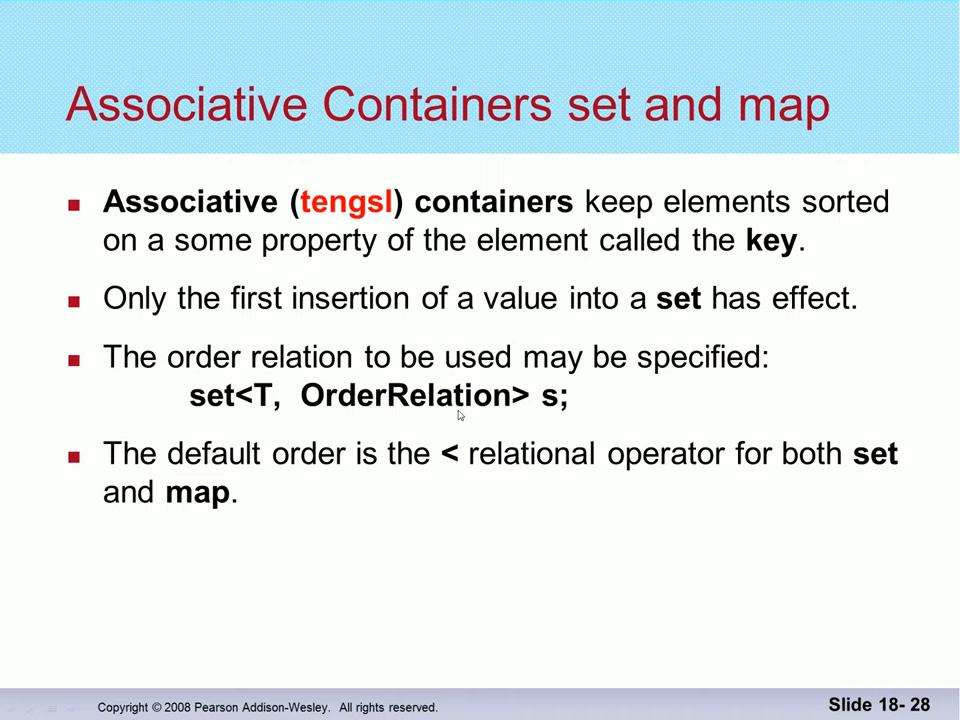 Associative Containers set and map
Associative (tengsl) containers keep elements sorted
on a some property of the element called the key.
Only the first insertion of a value into a set has effect.
The order relation to be used may be specified:
set<T, OrderRelation> s;
The default order is the < relational operator for both set
and map.
Copyright © 2008 Pearson Addison-Wesley. All rights reserved.
Slide 18- 28